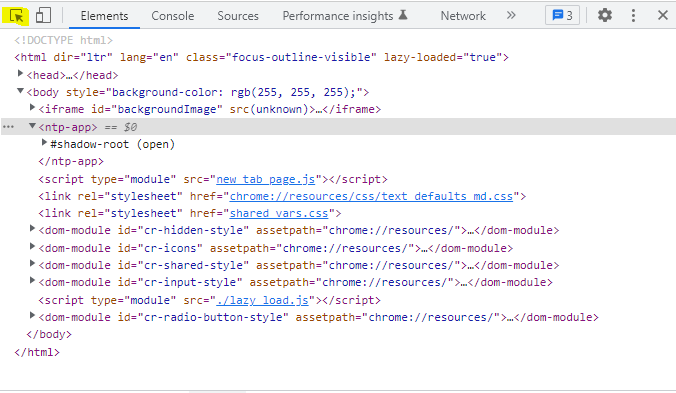 Elements Console Sources Performance insights Network » 3
<!DOCTYPE html>
<html dir="ltr" lang="en" class="focus-outline-visible" lazy-loaded="true">
<head>…</head>
<body style="background-color: rgb(255, 255, 255);">
<iframe id="backgroundImage" src(unknown)>…</iframe>
… <ntp-app> == $0
#shadow-root (open)
</ntp-app>
<script type="module" src="new_tab_page.js"></script>
<link rel="stylesheet" href="chrome://resources/css/text_defaults_md.css">
<link rel="stylesheet" href="shared_vars.css">
<dom-module id="cr-hidden-style" assetpath="chrome://resources/">…</dom-module>
<dom-module id="cr-icons" assetpath="chrome://resources/">…</dom-module>
<dom-module id="cr-shared-style" assetpath="chrome://resources/">…</dom-module>
<dom-module id="cr-input-style" assetpath="chrome://resources/">…</dom-module>
<script type="module" src="./lazy_load.js"></script>
<dom-module id="cr-radio-button-style" assetpath="chrome://resources/">…</dom-module>
</body>
</html>